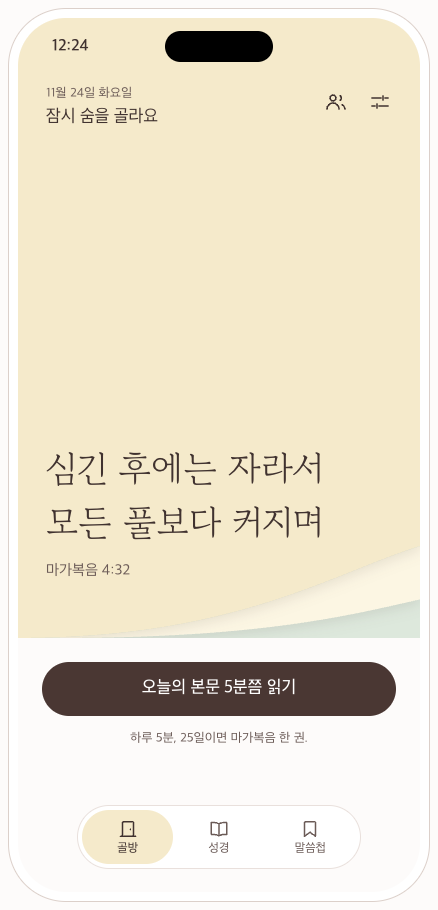 12:24
11월 24일 화요일
잠시 숨을 골라요
심긴 후에는 자라서
모든 풀보다 커지며
마가복음 4:32
오늘의 본문 5분쯤 읽기
하루 5분, 25일이면 마가복음 한 권.
골방
성경
말씀첩